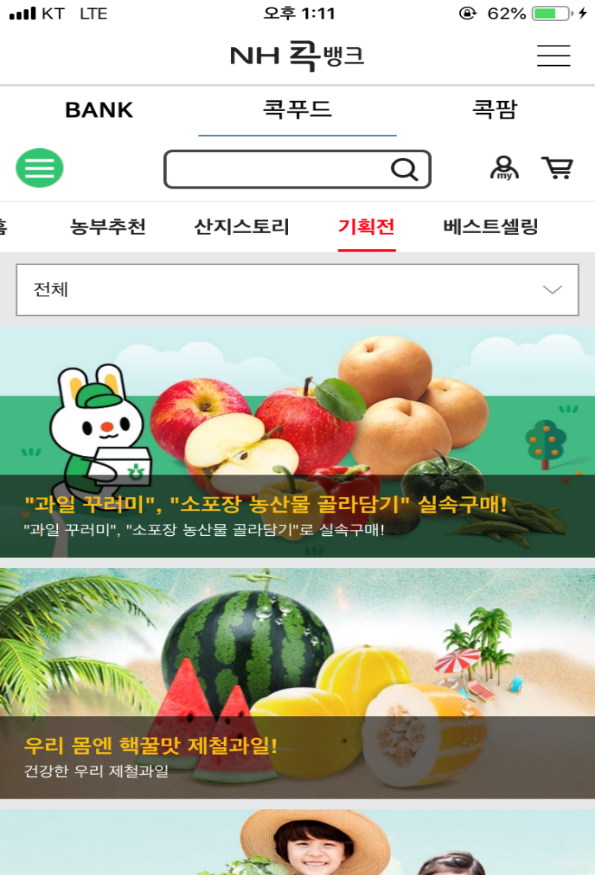 KT LTE 오후 1:11 62%
NH 콕뱅크
BANK 콕푸드 콕팜
my
홈 농부추천 산지스토리 기획전 베스트셀링
전체
"과일 꾸러미", "소포장 농산물 골라담기" 실속구매!
"과일 꾸러미", "소포장 농산물 골라담기"로 실속구매!
우리 몸엔 핵꿀맛 제철과일!
건강한 우리 제철과일